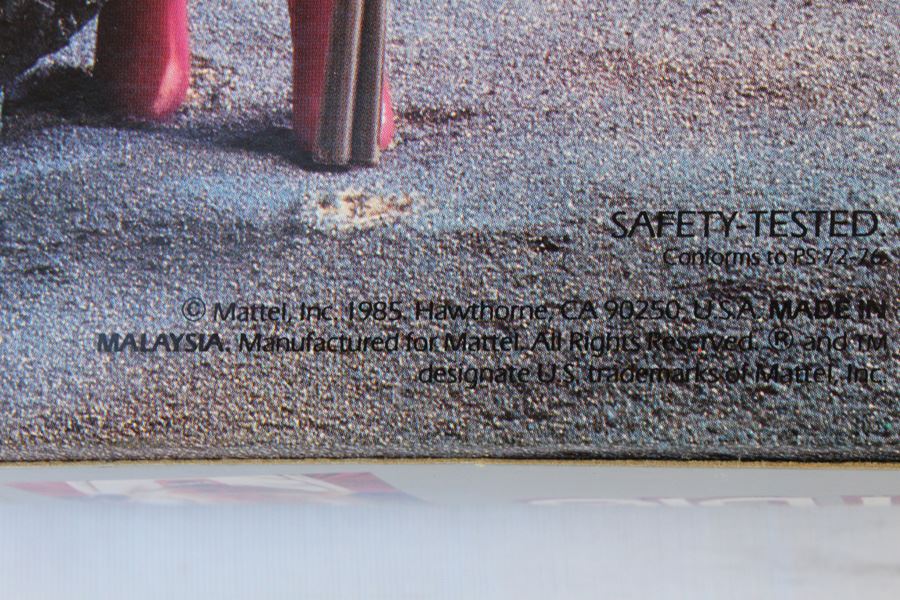 SAFETY-TESTED.
Conforms to PS 72-76.
© Mattel, Inc. 1985. Hawthorne, CA 90250. U.S.A. MADE IN
MALAYSIA. Manufactured for Mattel. All Rights Reserved. ® and TM
designate U.S. trademarks of Mattel, Inc.